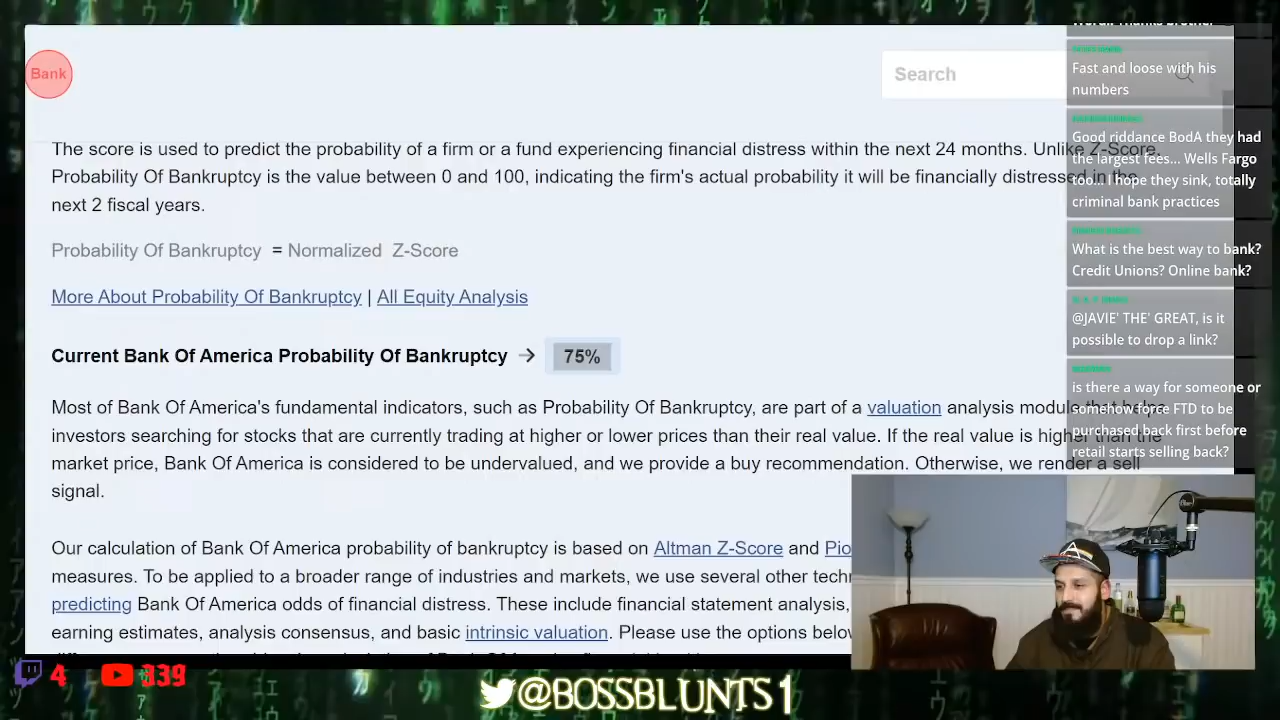 Bank
Search
The score is used to predict the probability of a firm or a fund experiencing financial distress within the next 24 months. Unlike Z-Score,
Probability Of Bankruptcy is the value between 0 and 100, indicating the firm's actual probability it will be financially distressed in the
next 2 fiscal years.
Probability Of Bankruptcy = Normalized Z-Score
More About Probability Of Bankruptcy | All Equity Analysis
Current Bank Of America Probability Of Bankruptcy → 75%
Most of Bank Of America's fundamental indicators, such as Probability Of Bankruptcy, are part of a valuation analysis module that helps
investors searching for stocks that are currently trading at higher or lower prices than their real value. If the real value is higher than the
market price, Bank Of America is considered to be undervalued, and we provide a buy recommendation. Otherwise, we render a sell
signal.
Our calculation of Bank Of America probability of bankruptcy is based on Altman Z-Score and Pio
measures. To be applied to a broader range of industries and markets, we use several other techn
predicting Bank Of America odds of financial distress. These include financial statement analysis,
earning estimates, analysis consensus, and basic intrinsic valuation. Please use the options below
Fast and loose with his
numbers
Good riddance BodA they had
the largest fees... Wells Fargo
too... I hope they sink, totally
criminal bank practices
What is the best way to bank?
Credit Unions? Online bank?
@JAVIE' THE' GREAT, is it
possible to drop a link?
is there a way for someone or
somehow force FTD to be
purchased back first before
retail starts selling back?
4 339
@BOSSBLUNTS1